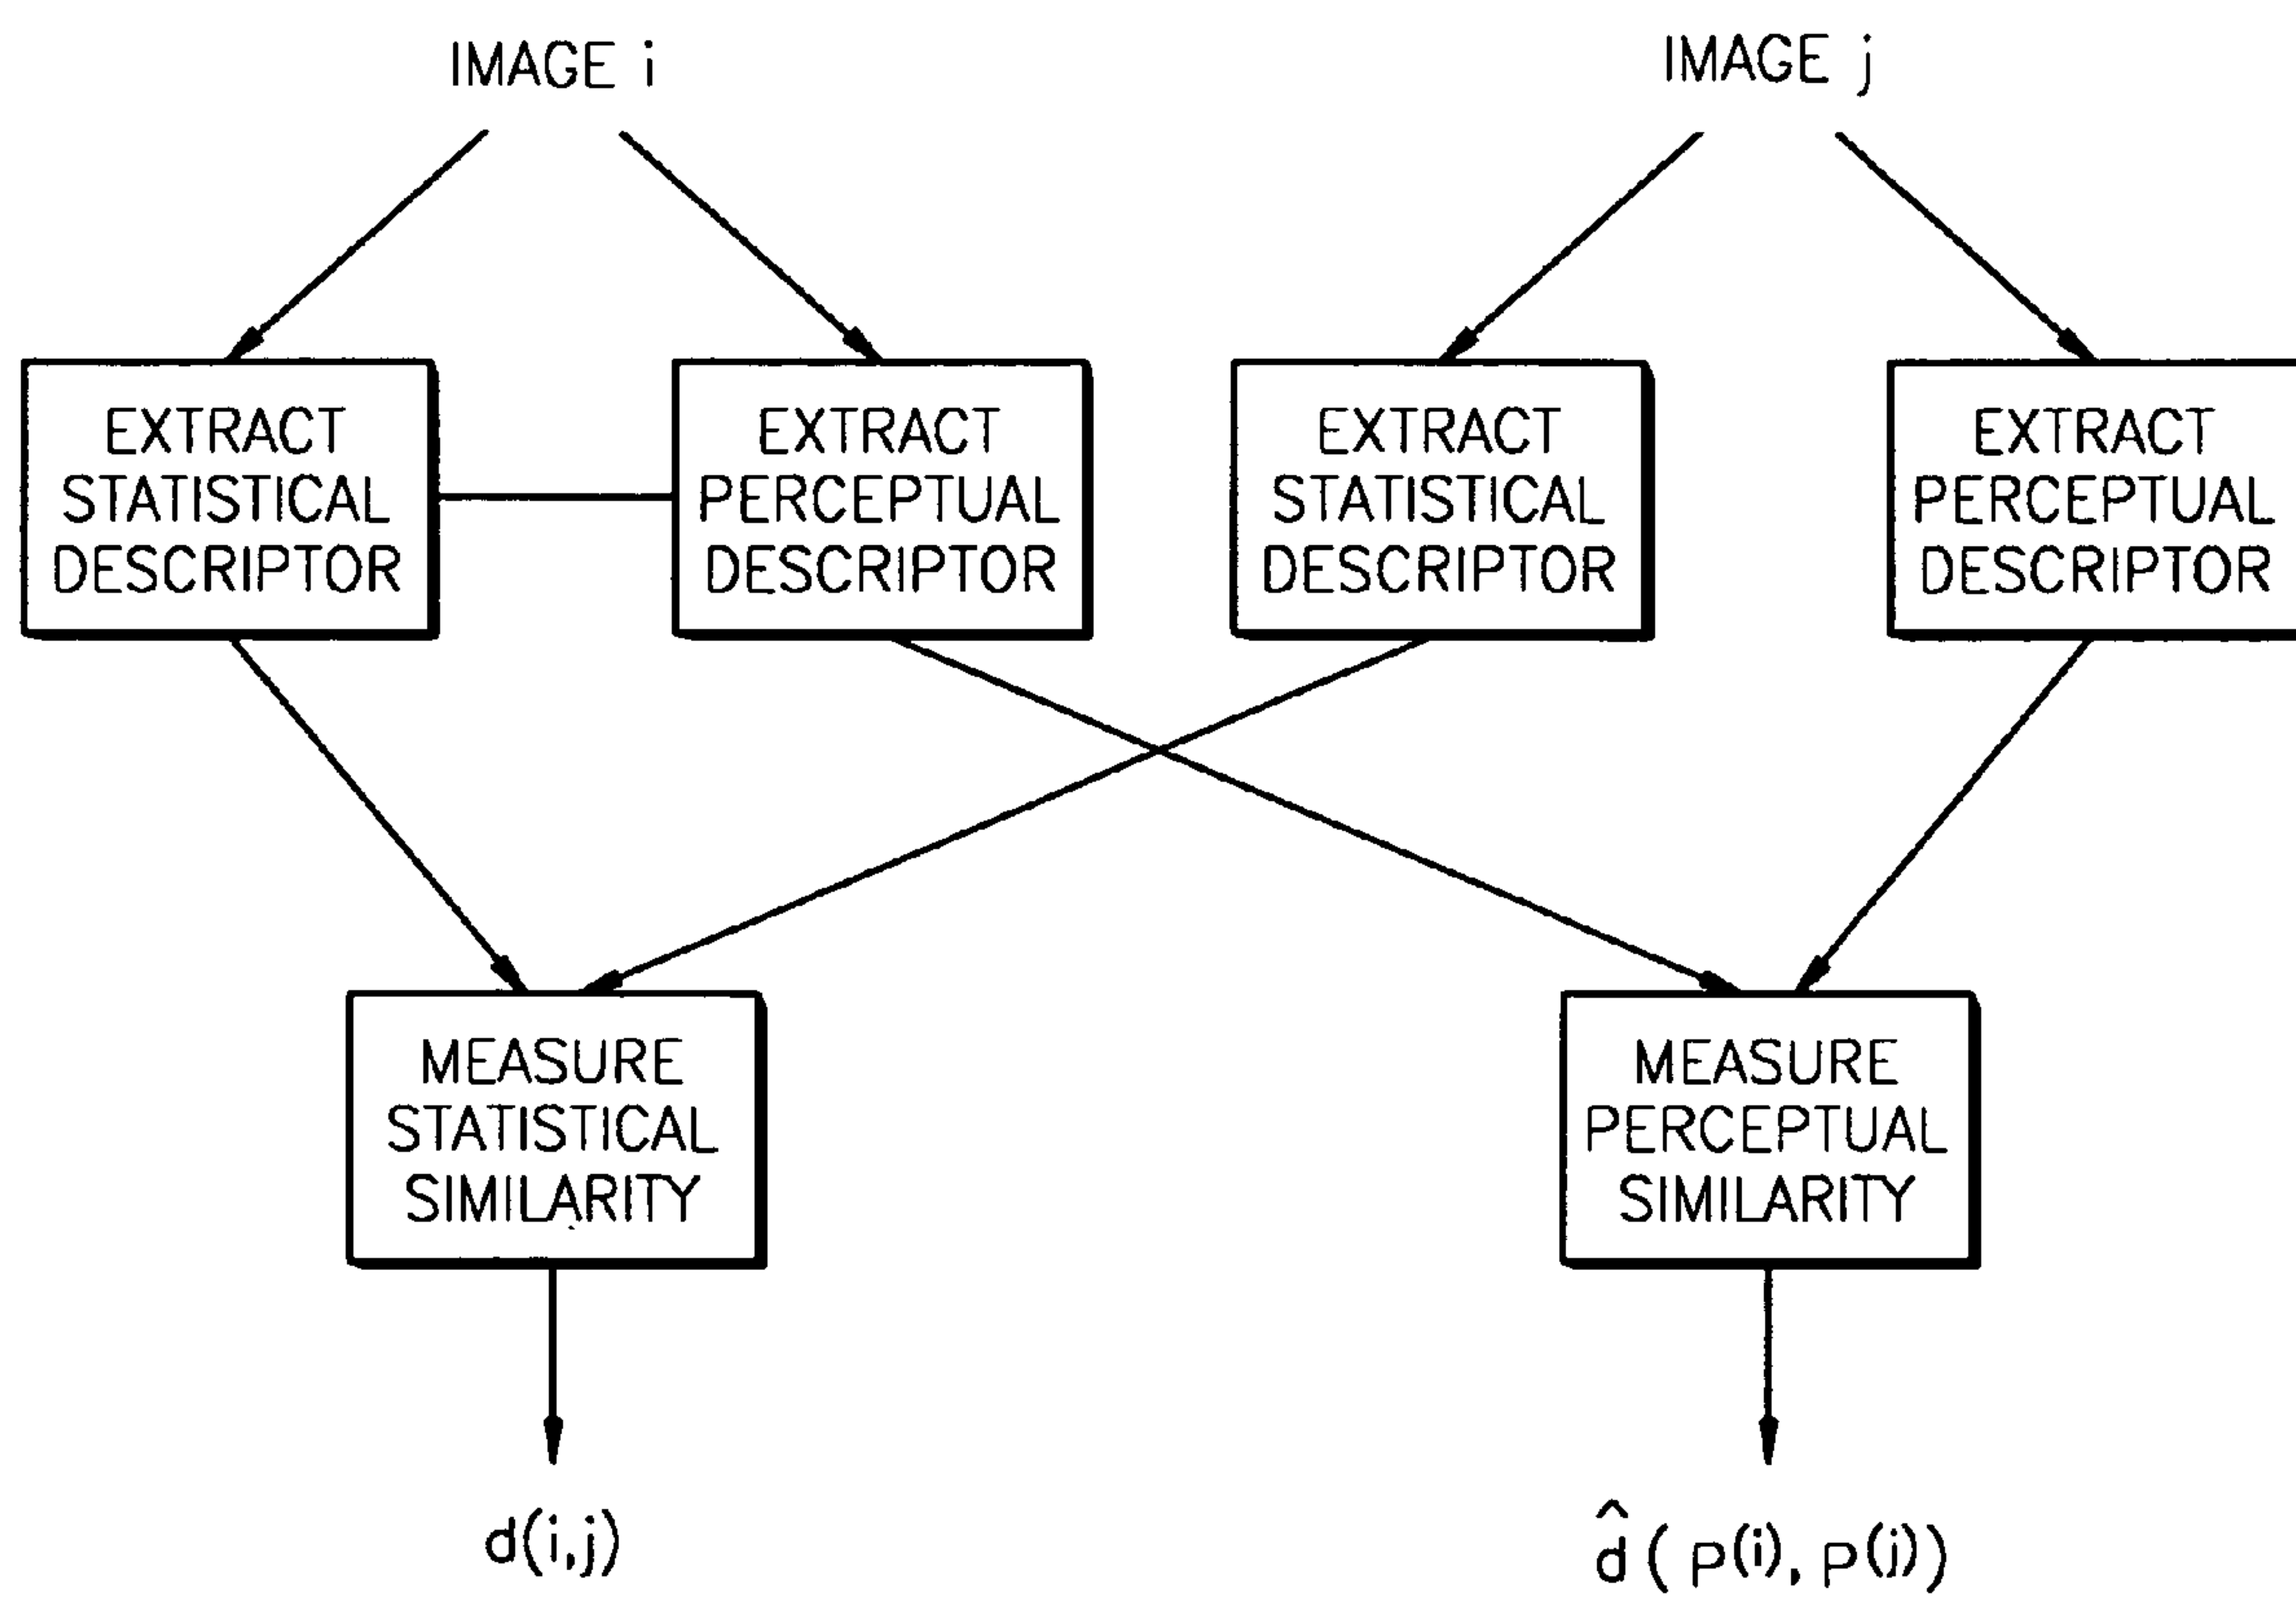 IMAGE i
IMAGE j
EXTRACT
STATISTICAL
DESCRIPTOR
EXTRACT
PERCEPTUAL
DESCRIPTOR
EXTRACT
STATISTICAL
DESCRIPTOR
EXTRACT
PERCEPTUAL
DESCRIPTOR
MEASURE
STATISTICAL
SIMILARITY
MEASURE
PERCEPTUAL
SIMILARITY
d(i,j)
d̂ ( p(i), p(j))